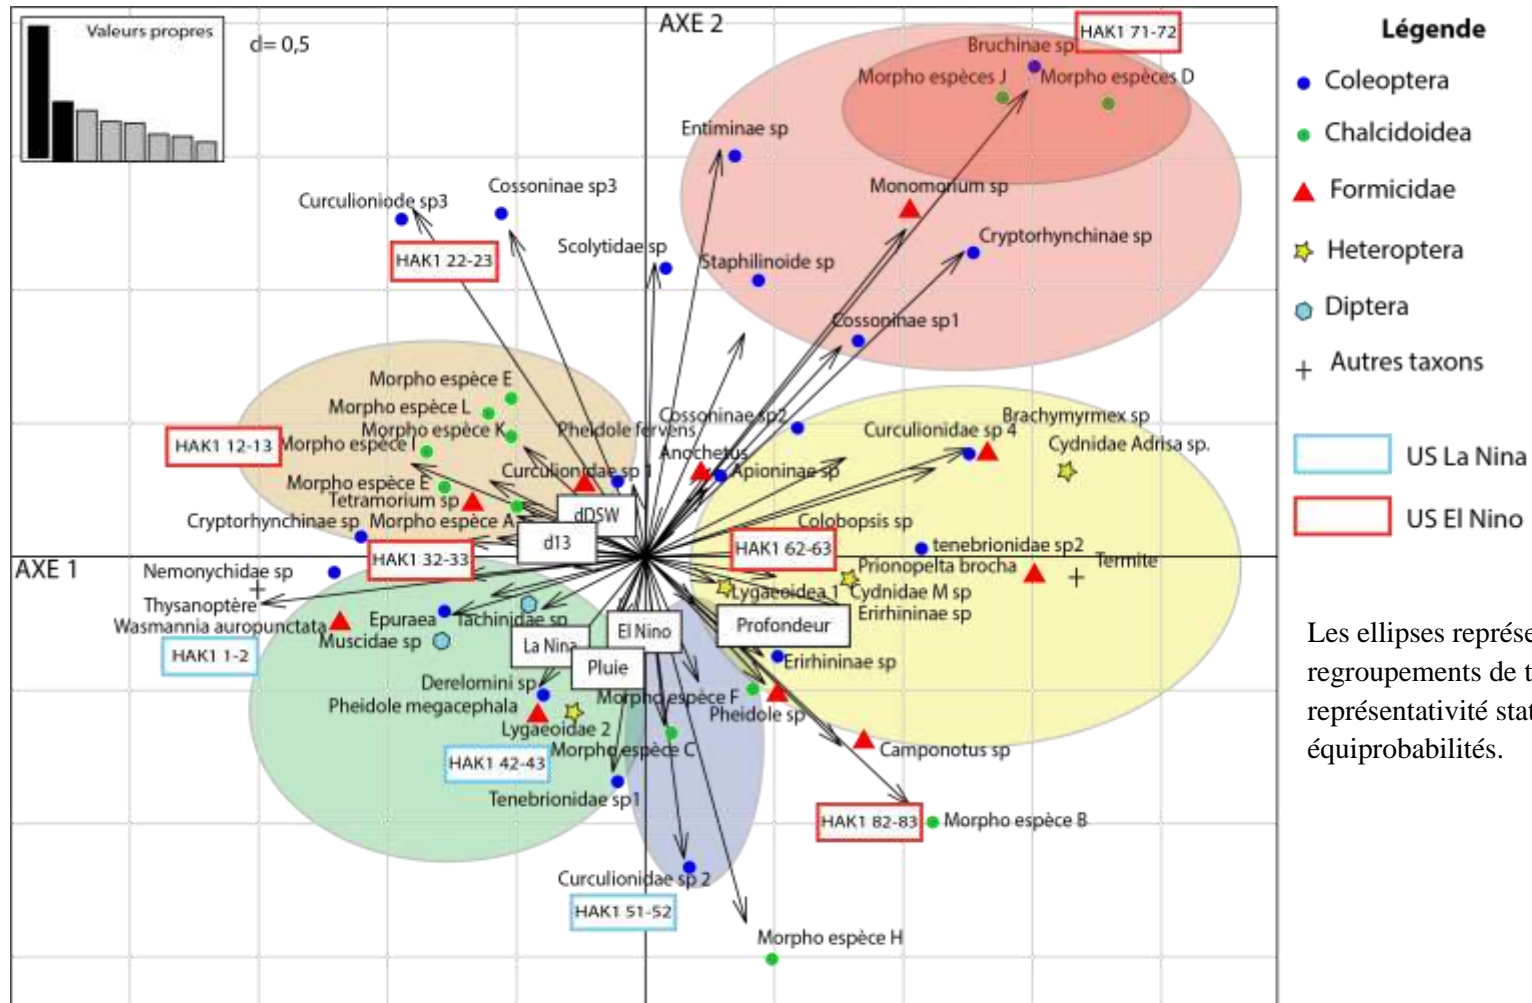 Valeurs propres
d= 0,5
AXE 2
HAK1 71-72
Bruchinae sp
Morpho espèces J
Morpho espèces D
Entiminae sp
Monomorium sp
Curculioniode sp3
Cossoninae sp3
HAK1 22-23
Scolytidae sp
Staphilinoide sp
Cryptorhynchinae sp
Cossoninae sp1
Morpho espèce E
Morpho espèce L
Morpho espèce K
HAK1 12-13
Morpho espèce I
Pheidole fervens
Cossoninae sp2
Anochetus
Apioninae sp
Brachymyrmex sp
Curculionidae sp 4
Cydnidae Adrisa sp.
Curculionidae sp 1
Morpho espèce E
Tetramorium sp
Cryptorhynchinae sp
Morpho espèce A
dDSW
d13
Colobopsis sp
HAK1 32-33
HAK1 62-63
tenebrionidae sp2
Termite
Prionopelta brocha
AXE 1
Nemonychidae sp
Thysanoptère
Wasmannia auropunctata
Epuraea
Tachinidae sp
Muscidae sp
HAK1 1-2
Lygaeoidea 1
Cydnidae M sp
Erirhininae sp
La Nina
El Nino
Profondeur
Pluie
Erirhininae sp
Derelomini sp
Pheidole megacephala
Morpho espèce F
Pheidole sp
Lygaeoidae 2
Morpho espèce C
HAK1 42-43
Camponotus sp
Tenebrionidae sp1
HAK1 82-83
Morpho espèce B
Curculionidae sp 2
HAK1 51-52
Morpho espèce H
Légende
Coleoptera
Chalcidoidea
Formicidae
Heteroptera
Diptera
Autres taxons
US La Nina
US El Nino
Les ellipses représe
regroupements de t
représentativité stat
équiprobabilités.